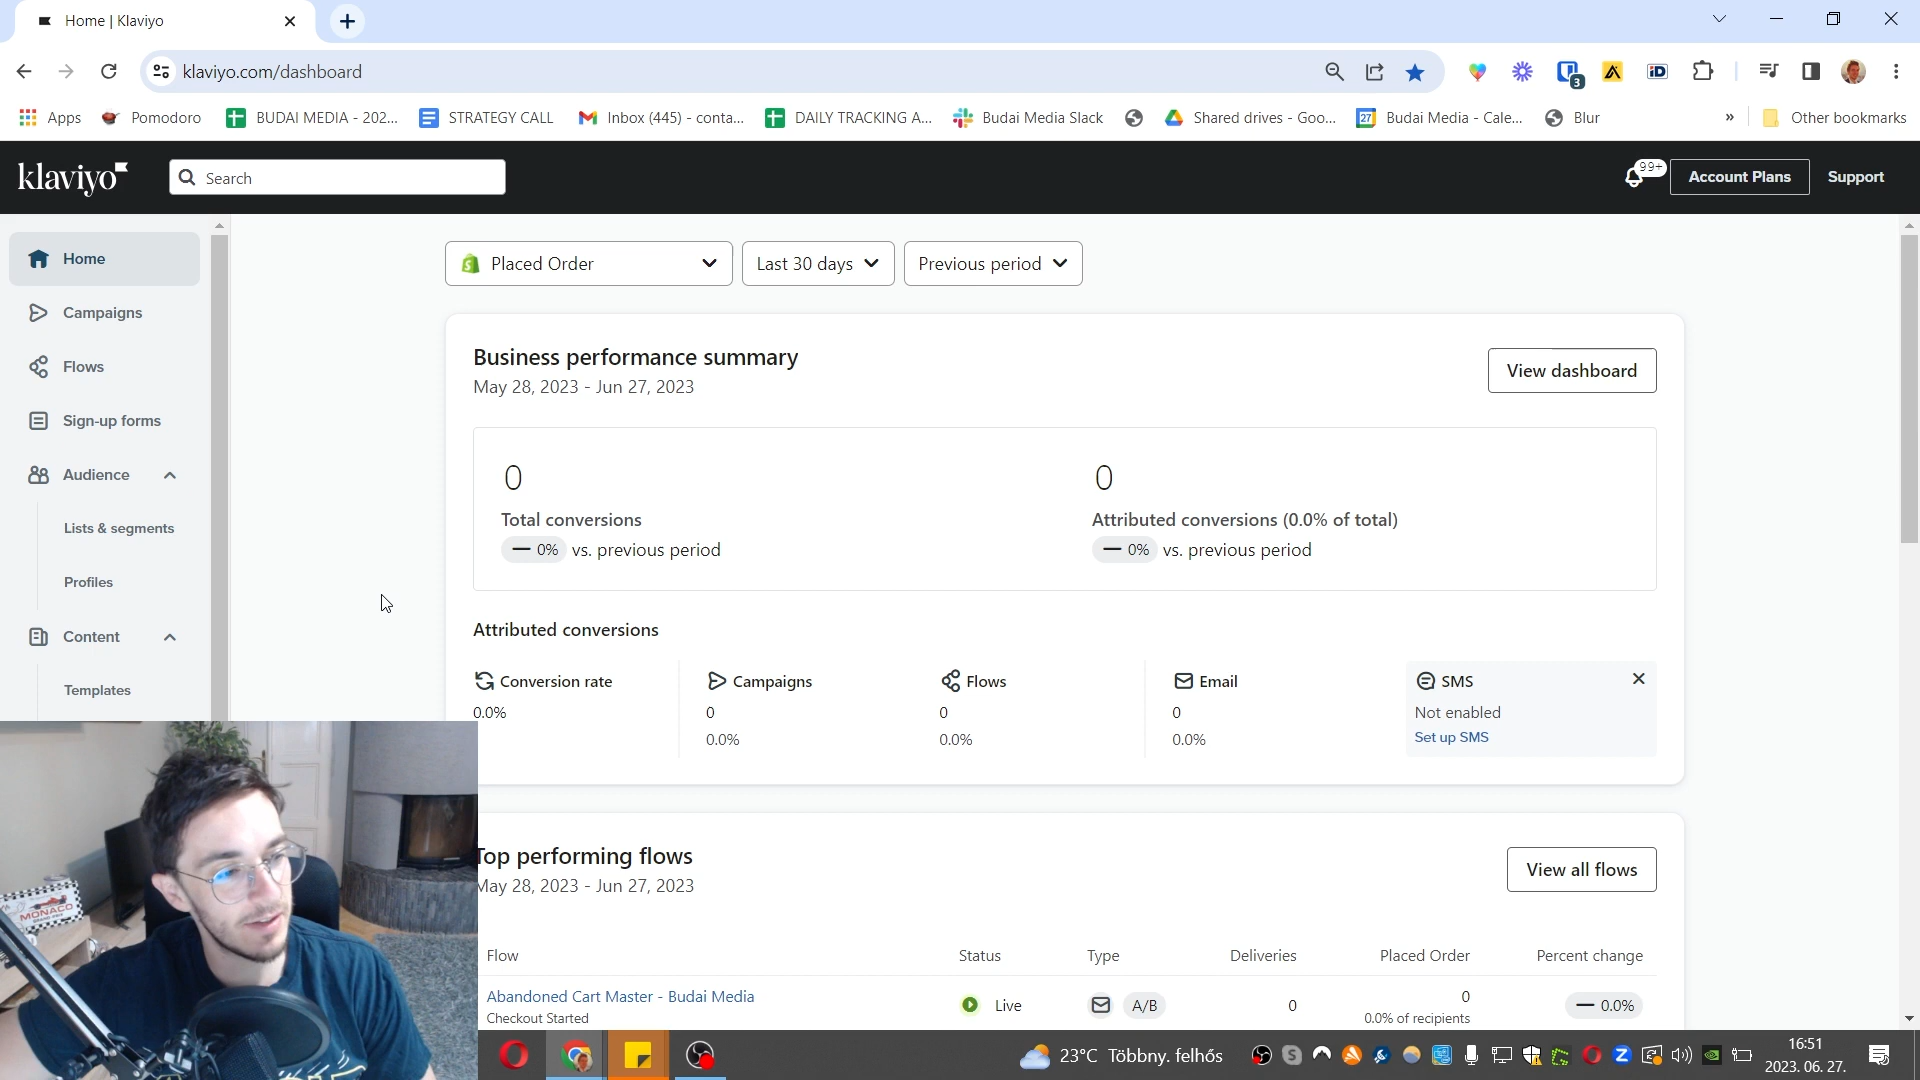 Home | Klaviyo
klaviyo.com/dashboard
3
iD
Apps
Pomodoro
BUDAI MEDIA - 202...
STRATEGY CALL
Inbox (445) - conta...
DAILY TRACKING A...
Budai Media Slack
Shared drives - Goo...
27
Budai Media - Cale...
Blur
»
Other bookmarks
klaviyo
Search
99+
Account Plans
Support
Home
Campaigns
Flows
Sign-up forms
Audience
Lists & segments
Profiles
Content
Templates
Placed Order
Last 30 days
Previous period
Business performance summary
May 28, 2023 - Jun 27, 2023
View dashboard
0
Total conversions
0% vs. previous period
0
Attributed conversions (0.0% of total)
0% vs. previous period
Attributed conversions
Conversion rate
0.0%
Campaigns
0
0.0%
Flows
0
0.0%
Email
0
0.0%
SMS
Not enabled
Set up SMS
Top performing flows
May 28, 2023 - Jun 27, 2023
View all flows
Flow
Status
Type
Deliveries
Placed Order
Percent change
Abandoned Cart Master - Budai Media
Checkout Started
Live
A/B
0
0
0.0% of recipients
0.0%
MONACO
23°C Többny. felhős
16:51
2023. 06. 27.